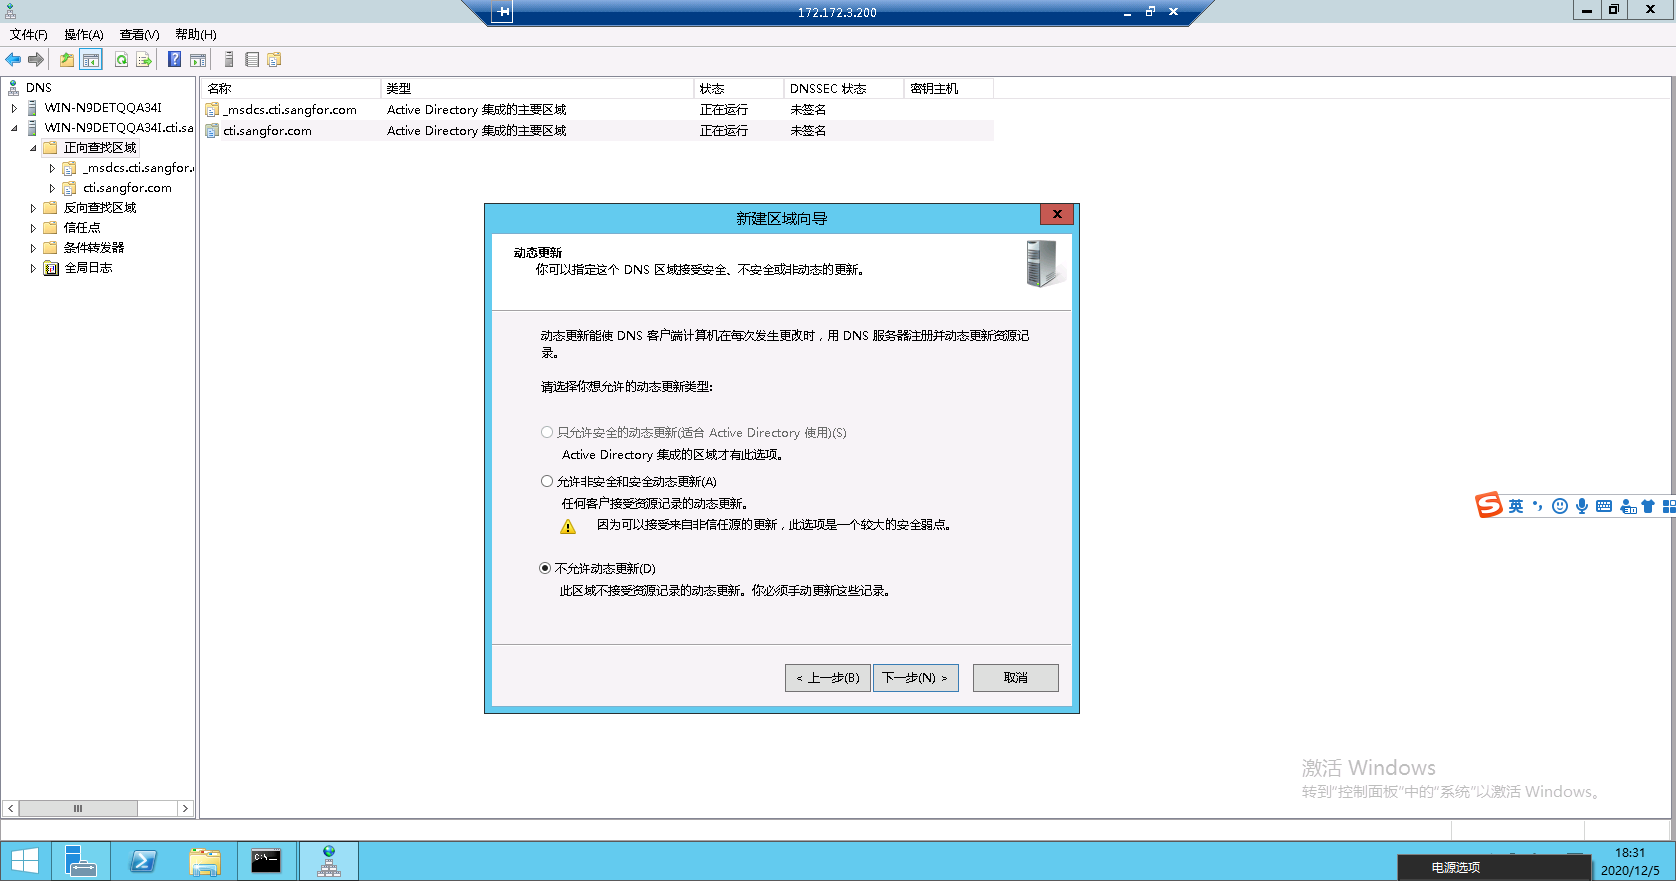 172.172.3.200
文件(F) 操作(A) 查看(V) 帮助(H)
DNS
WIN-N9DETQQA34I
WIN-N9DETQQA34I.cti.sa
正向查找区域
_msdcs.cti.sangfor.
cti.sangfor.com
反向查找区域
信任点
条件转发器
全局日志
名称 类型 状态 DNSSEC 状态 密钥主机
_msdcs.cti.sangfor.com Active Directory 集成的主要区域 正在运行 未签名
cti.sangfor.com Active Directory 集成的主要区域 正在运行 未签名
新建区域向导
动态更新
你可以指定这个 DNS 区域接受安全、不安全或非动态的更新。
动态更新能使 DNS 客户端计算机在每次发生更改时，用 DNS 服务器注册并动态更新资源记
录。
请选择你想允许的动态更新类型:
只允许安全的动态更新(适合 Active Directory 使用)(S)
Active Directory 集成的区域才有此选项。
允许非安全和安全动态更新(A)
任何客户接受资源记录的动态更新。
因为可以接受来自非信任源的更新，此选项是一个较大的安全弱点。
不允许动态更新(D)
此区域不接受资源记录的动态更新。你必须手动更新这些记录。
< 上一步(B) 下一步(N) > 取消
英
激活 Windows
转到"控制面板"中的"系统"以激活 Windows。
C:\
电源选项
18:31
2020/12/5